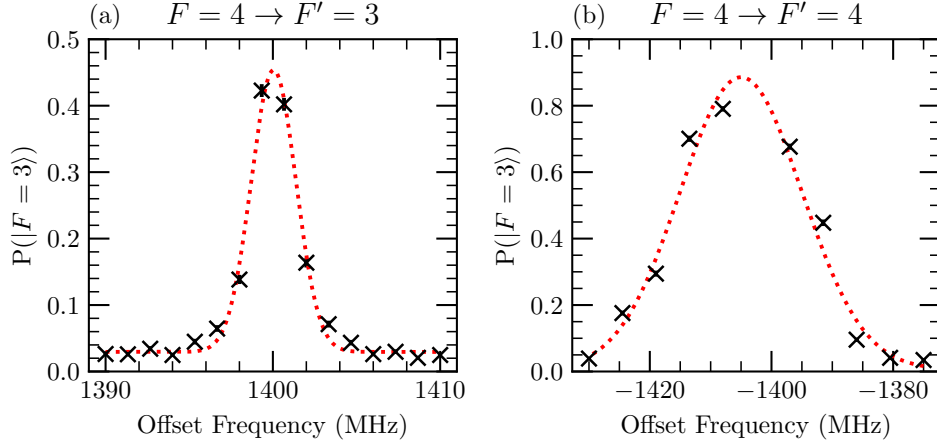 (a) F = 4 → F′ = 3
P(|F = 3⟩)
0.5
0.4
0.3
0.2
0.1
0.0
1390 1400 1410
Offset Frequency (MHz)
(b) F = 4 → F′ = 4
P(|F = 3⟩)
1.0
0.8
0.6
0.4
0.2
0.0
−1420 −1400 −1380
Offset Frequency (MHz)